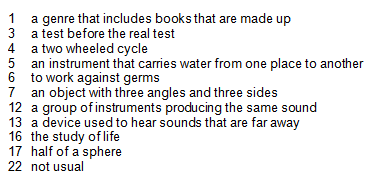 1 a genre that includes books that are made up
3 a test before the real test
4 a two wheeled cycle
5 an instrument that carries water from one place to another
6 to work against germs
7 an object with three angles and three sides
12 a group of instruments producing the same sound
13 a device used to hear sounds that are far away
16 the study of life
17 half of a sphere
22 not usual